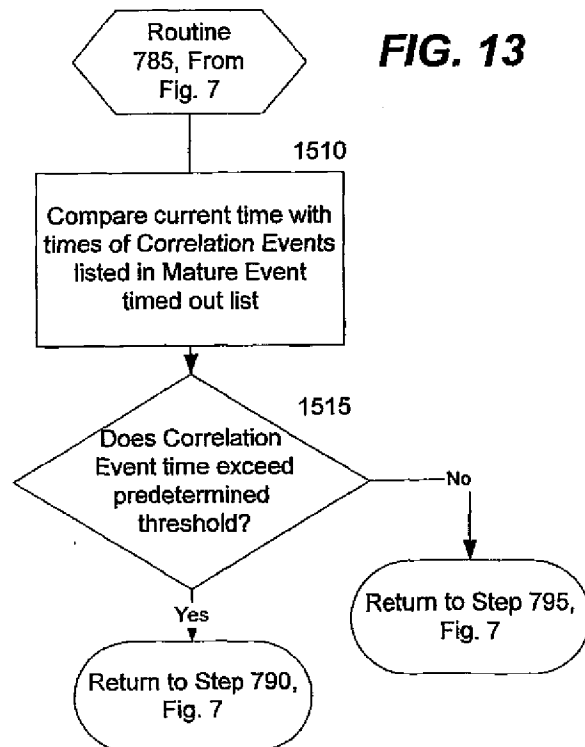 Routine
785, From
Fig. 7
FIG. 13
1510
Compare current time with
times of Correlation Events
listed in Mature Event
timed out list
1515
Does Correlation
Event time exceed
predetermined
threshold?
No
Yes
Return to Step 795,
Fig. 7
Return to Step 790,
Fig. 7